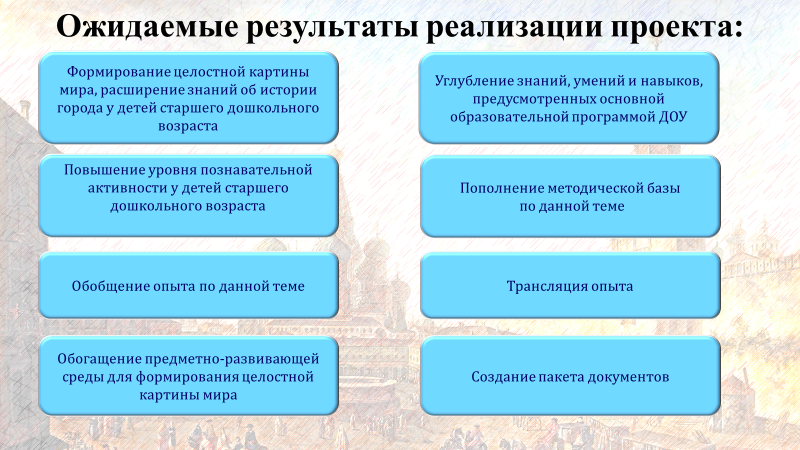 Ожидаемые результаты реализации проекта:
Формирование целостной картины
мира, расширение знаний об истории
города у детей старшего дошкольного
возраста
Углубление знаний, умений и навыков,
предусмотренных основной
образовательной программой ДОУ
Повышение уровня познавательной
активности у детей старшего
дошкольного возраста
Пополнение методической базы
по данной теме
Обобщение опыта по данной теме
Трансляция опыта
Обогащение предметно-развивающей
среды для формирования целостной
картины мира
Создание пакета документов